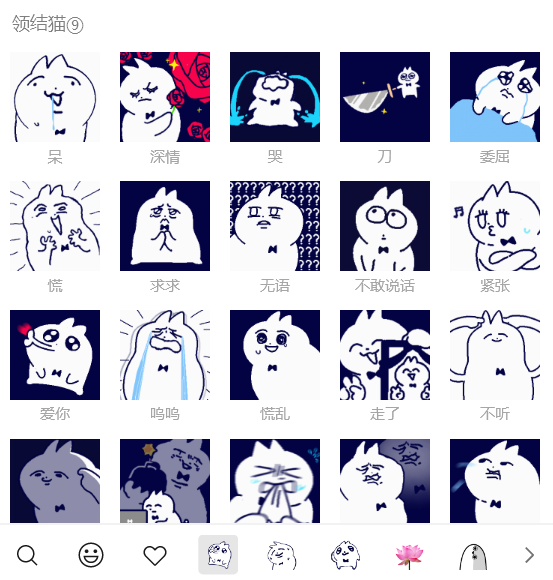 领结猫⑨
呆 深情 哭 刀 委屈
慌 求求 无语 不敢说话 紧张
爱你 呜呜 慌乱 走了 不听